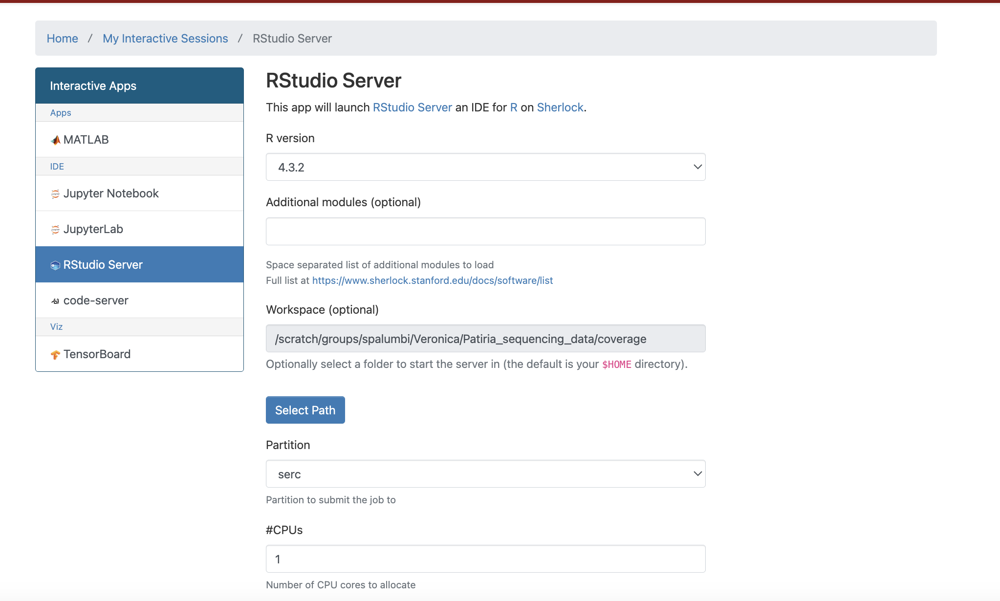 Home / My Interactive Sessions / RStudio Server
Interactive Apps
Apps
MATLAB
IDE
Jupyter Notebook
JupyterLab
RStudio Server
code-server
Viz
TensorBoard
RStudio Server
This app will launch RStudio Server an IDE for R on Sherlock.
R version
4.3.2
Additional modules (optional)
Space separated list of additional modules to load
Full list at https://www.sherlock.stanford.edu/docs/software/list
Workspace (optional)
/scratch/groups/spalumbi/Veronica/Patiria_sequencing_data/coverage
Optionally select a folder to start the server in (the default is your $HOME directory).
Select Path
Partition
serc
Partition to submit the job to
#CPUs
1
Number of CPU cores to allocate